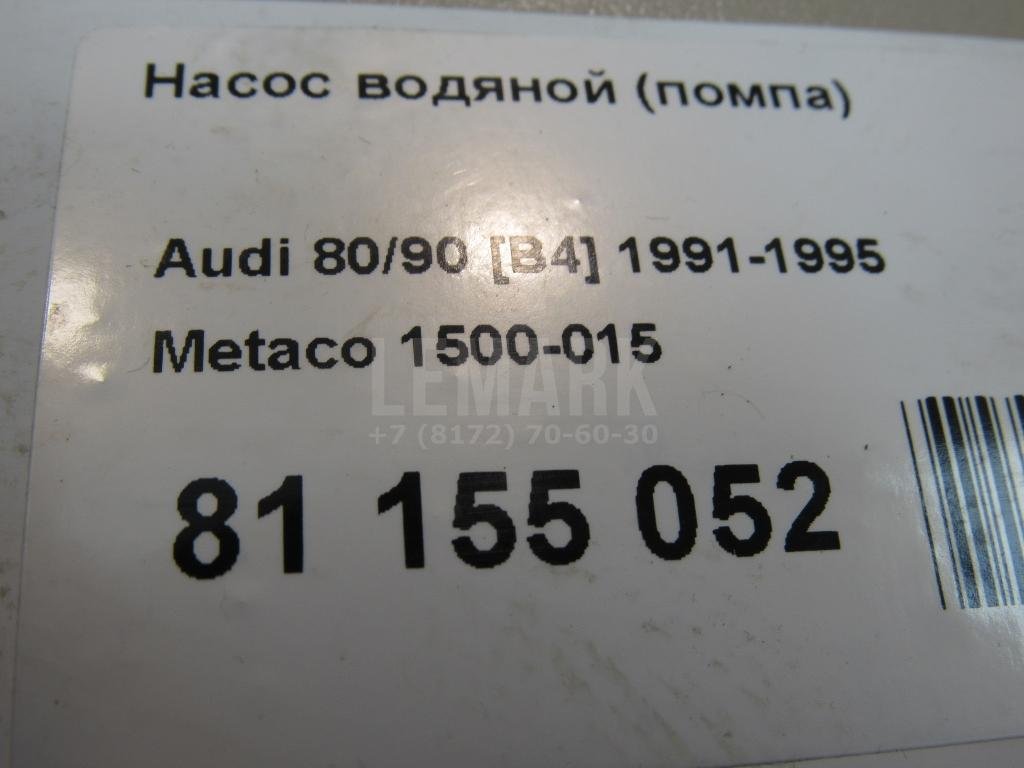 Насос водяной (помпа)
Audi 80/90 [B4] 1991-1995
Metaco 1500-015
LEMARK
+7 (8172) 70-60-30
81 155 052